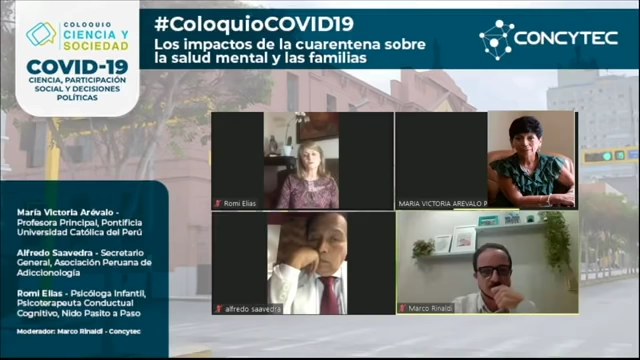 COLOQUIO
CIENCIA Y
SOCIEDAD
COVID-19
CIENCIA, PARTICIPACIÓN
SOCIAL Y DECISIONES
POLÍTICAS
#ColoquioCOVID19
Los impactos de la cuarentena sobre
la salud mental y las familias
CONCYTEC
Romi Elias
MARIA VICTORIA AREVALO P
alfredo saavedra
Marco Rinaldi
María Victoria Arévalo -
Profesora Principal, Pontificia
Universidad Católica del Perú
Alfredo Saavedra - Secretario
General, Asociación Peruana de
Adiccionología
Romi Elias - Psicóloga Infantil,
Psicoterapeuta Conductual
Cognitivo, Nido Pasito a Paso
Moderador: Marco Rinaldi - Concytec